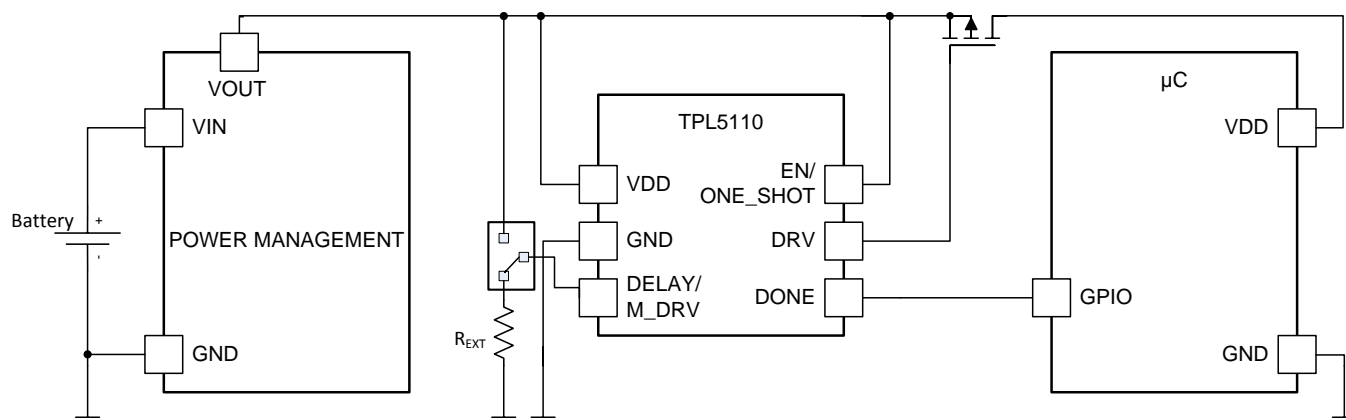 VOUT
VIN
Battery
+
-
POWER MANAGEMENT
GND
TPL5110
VDD
EN/
ONE_SHOT
GND
DRV
DELAY/
M_DRV
DONE
REXT
µC
VDD
GPIO
GND